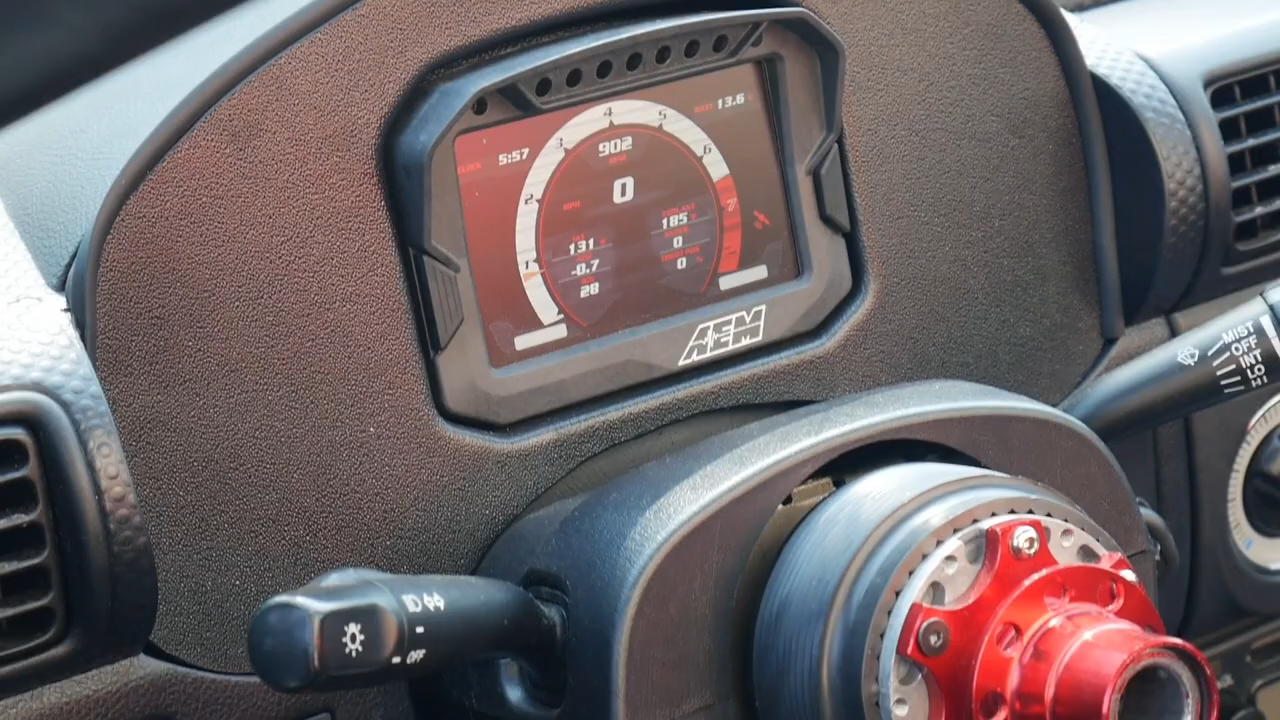 CLOCK
5:57
BATT 13.6
1
2
3
4
5
6
7
902
RPM
0
MPH
IAT
131
-0.7
28
COOLANT
185
0
0 %
AEM
MIST
OFF
INT
LO
HI
OFF